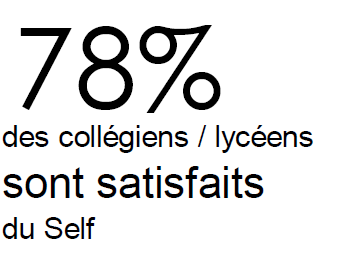 78%
des collégiens / lycéens
sont satisfaits
du Self